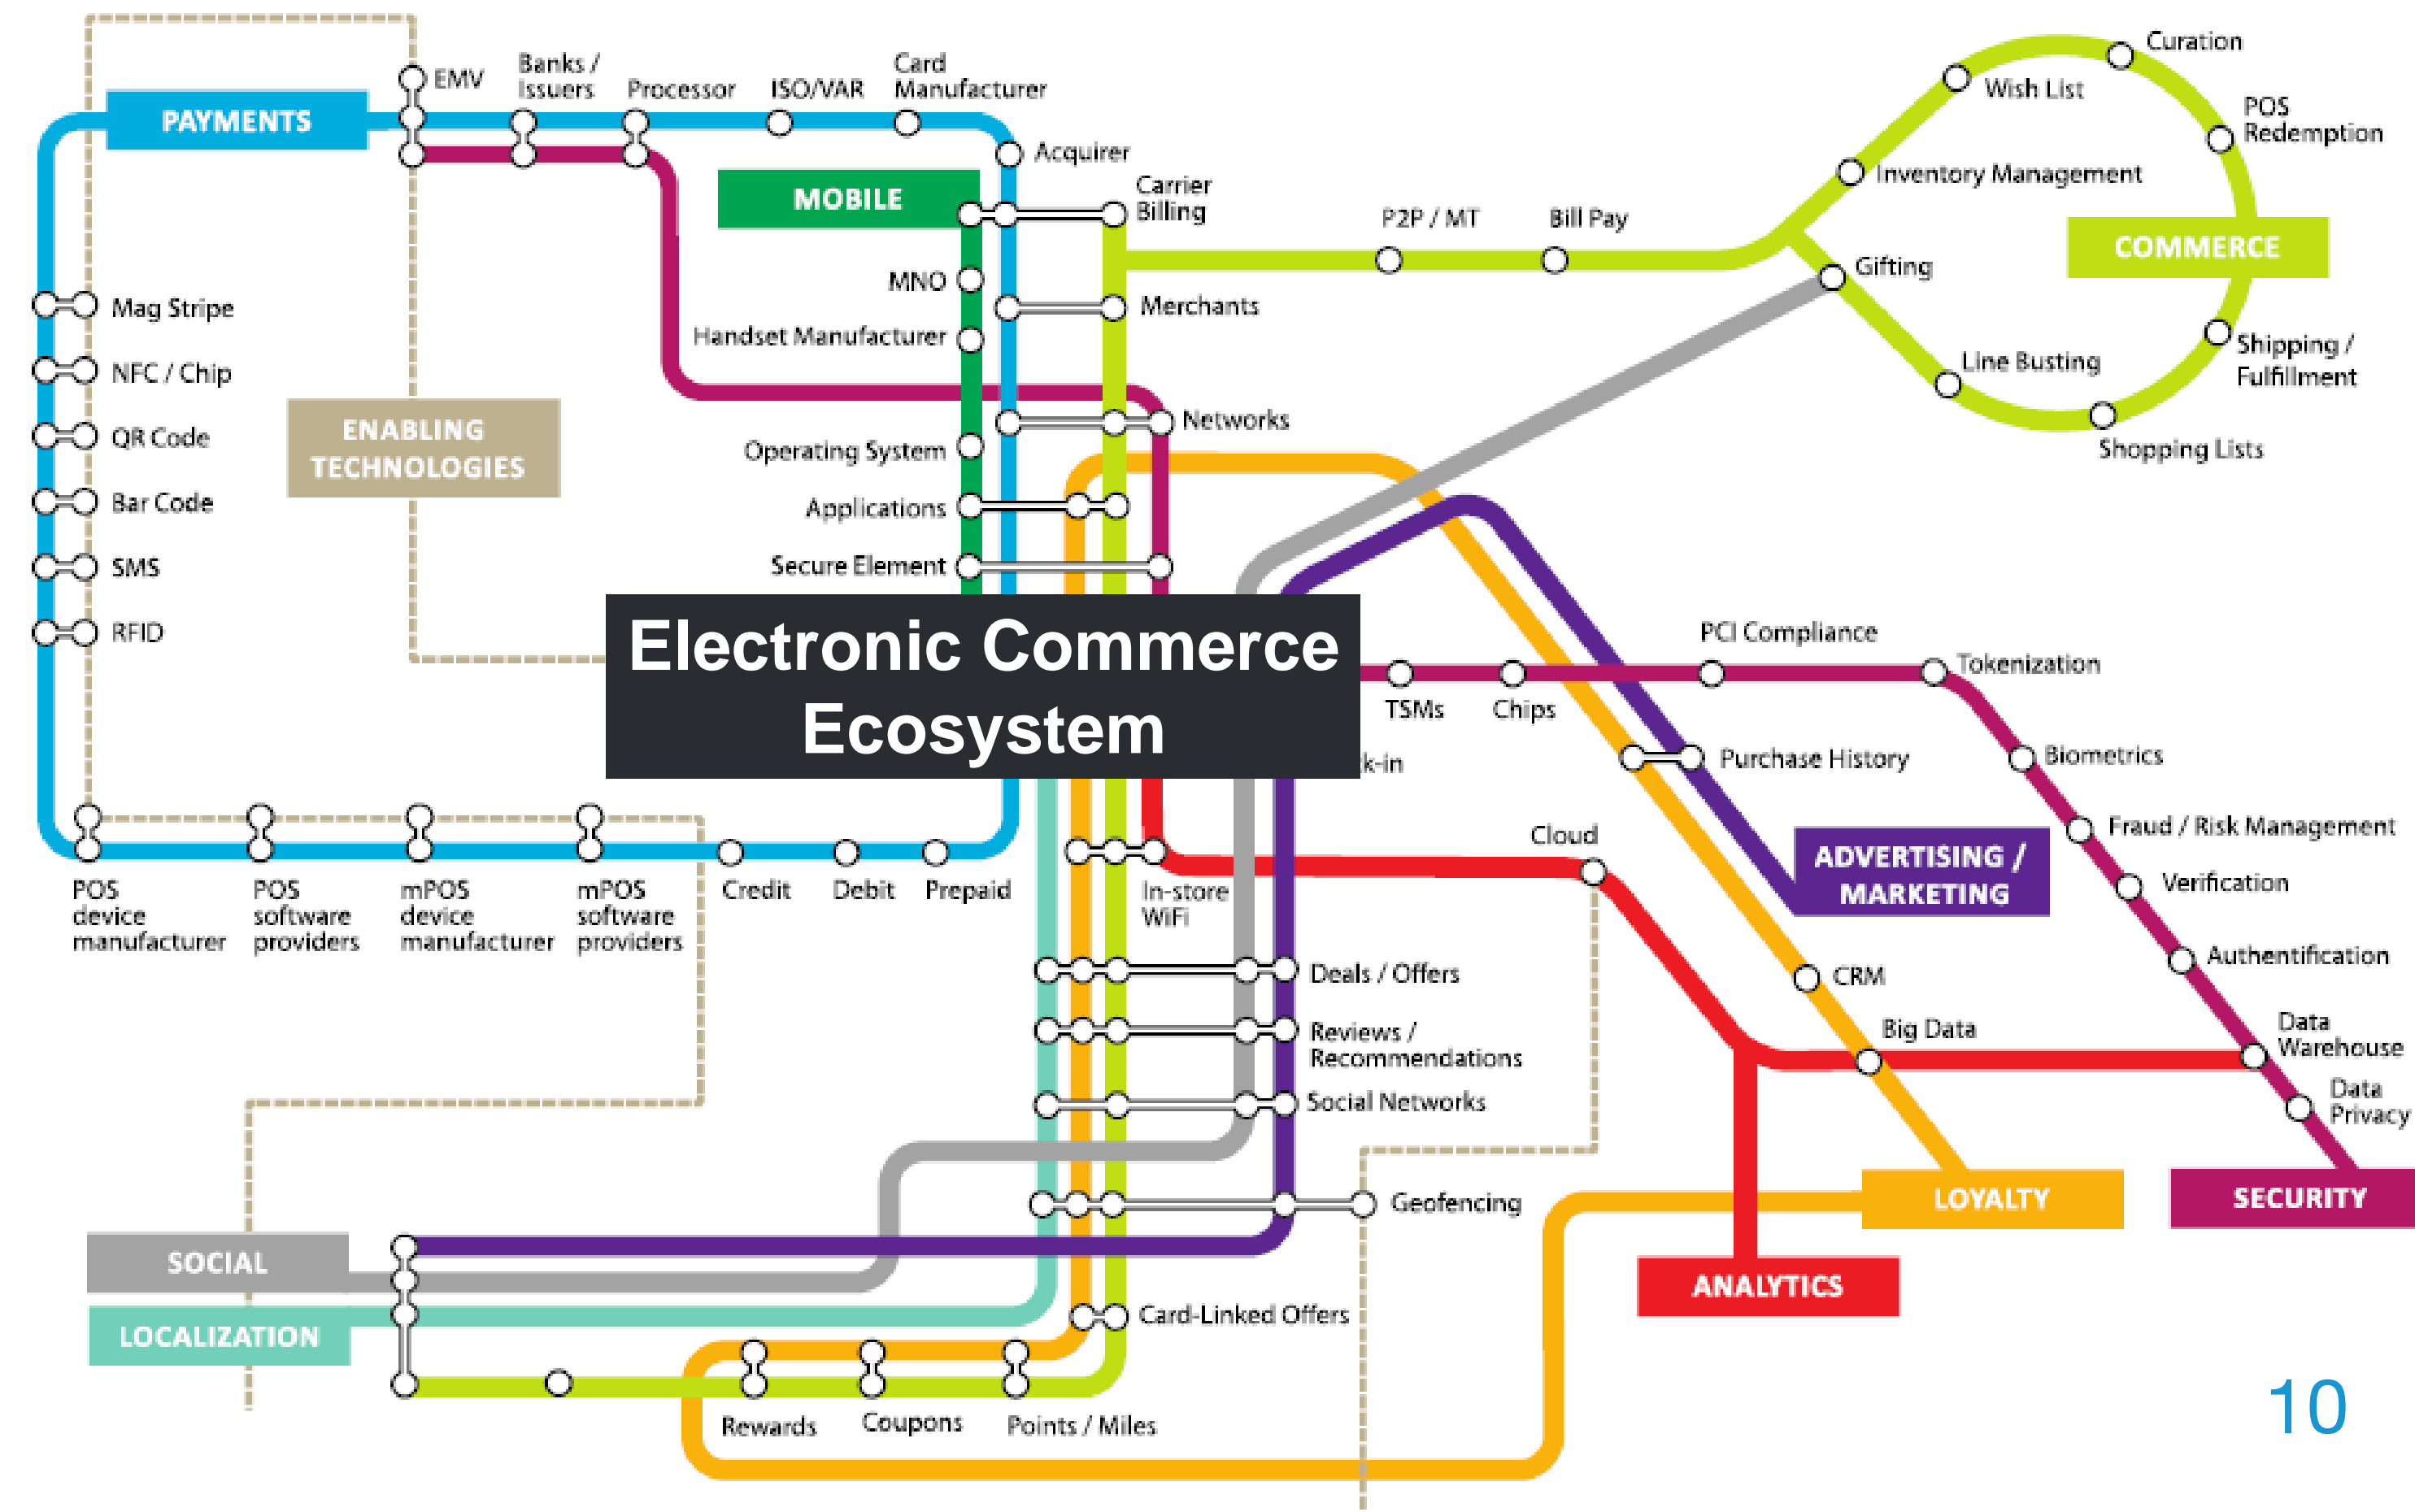 EMV
Banks /
Issuers
Processor
ISO/VAR
Card
Manufacturer
PAYMENTS
Acquirer
MOBILE
Carrier
Billing
MNO
Merchants
Handset Manufacturer
Networks
Operating System
Applications
Secure Element
P2P / MT
Bill Pay
Curation
Wish List
POS
Redemption
Inventory Management
COMMERCE
Gifting
Shipping /
Fulfillment
Line Busting
Shopping Lists
Mag Stripe
NFC / Chip
QR Code
Bar Code
SMS
RFID
ENABLING
TECHNOLOGIES
Electronic Commerce
Ecosystem
PCI Compliance
Tokenization
TSMs
Chips
k-in
Purchase History
Biometrics
Fraud / Risk Management
Cloud
ADVERTISING /
MARKETING
Verification
Authentification
POS
device
manufacturer
POS
software
providers
mPOS
device
manufacturer
mPOS
software
providers
Credit
Debit
Prepaid
In-store
WiFi
Deals / Offers
Reviews /
Recommendations
Social Networks
Geofencing
CRM
Big Data
Data
Warehouse
Data
Privacy
LOYALTY
SECURITY
ANALYTICS
SOCIAL
LOCALIZATION
Card-Linked Offers
Rewards
Coupons
Points / Miles
10